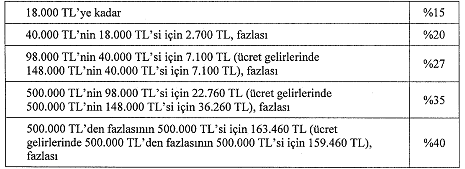 18.000 TL'ye kadar %15
40.000 TL'nin 18.000 TL'si için 2.700 TL, fazlası %20
98.000 TL'nin 40.000 TL'si için 7.100 TL (ücret gelirlerinde
148.000 TL'nin 40.000 TL'si için 7.100 TL), fazlası %27
500.000 TL'nin 98.000 TL'si için 22.760 TL (ücret gelirlerinde
500.000 TL'nin 148.000 TL'si için 36.260 TL), fazlası %35
500.000 TL'den fazlasının 500.000 TL'si için 163.460 TL (ücret
gelirlerinde 500.000 TL'den fazlasının 500.000 TL'si için 159.460 TL),
fazlası %40